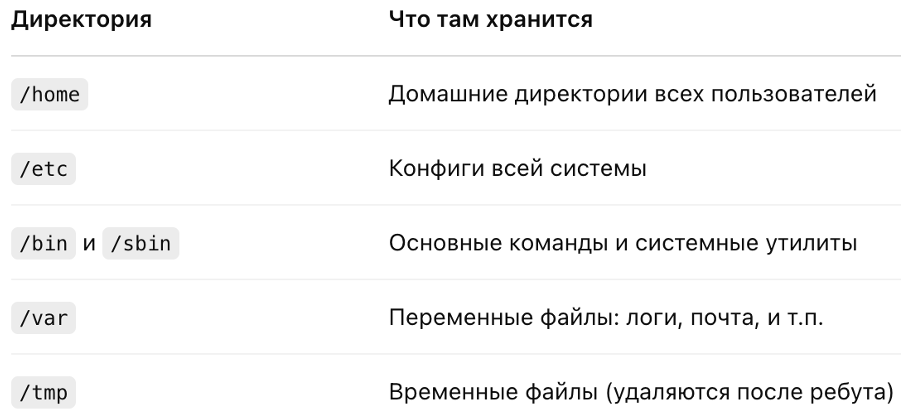 Директория Что там хранится
/home Домашние директории всех пользователей
/etc Конфиги всей системы
/bin и /sbin Основные команды и системные утилиты
/var Переменные файлы: логи, почта, и т.п.
/tmp Временные файлы (удаляются после ребута)